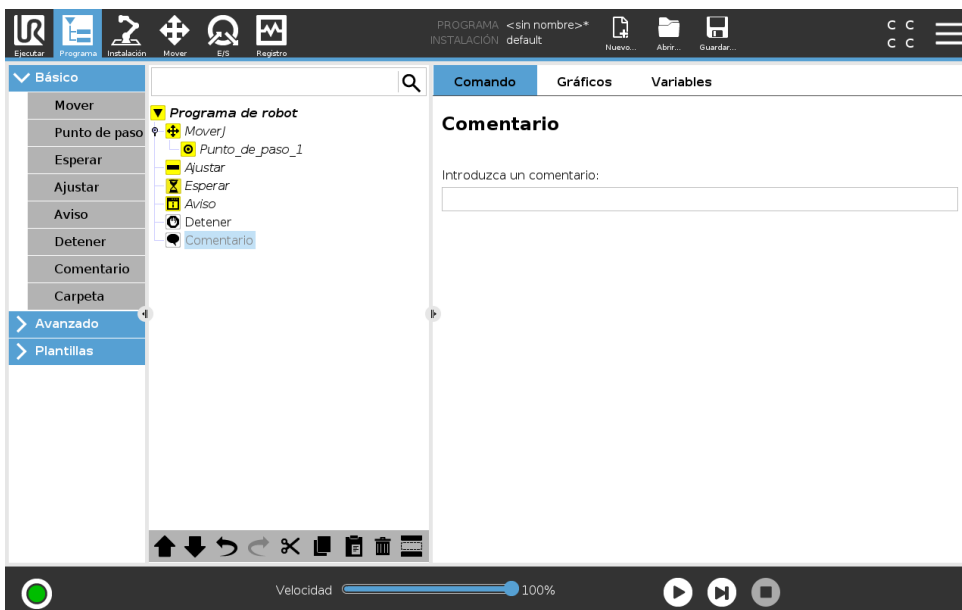 PROGRAMA <sin nombre>*
INSTALACIÓN default
Ejecutar
Programa
Instalación
Mover
E/S
Registro
Nuevo...
Abrir...
Guardar...
C C
C C
Básico
Mover
Punto de paso
Esperar
Ajustar
Aviso
Detener
Comentario
Carpeta
Avanzado
Plantillas
Programa de robot
MoverJ
Punto_de_paso_1
Ajustar
Esperar
Aviso
Detener
Comentario
Comando
Gráficos
Variables
Comentario
Introduzca un comentario:
Velocidad
100%